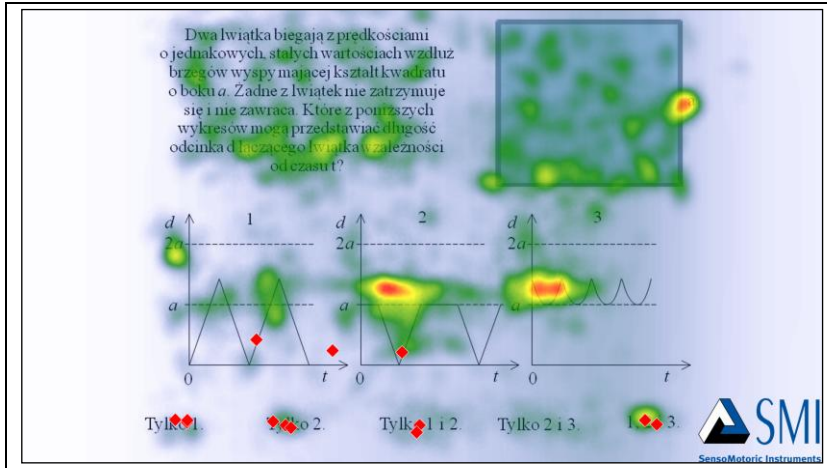 Dwa lwiątka biegają z prędkościami
o jednakowych, stałych wartościach wzdłuż
brzegów wyspy mającej kształt kwadratu
o boku a. Żadne z lwiątek nie zatrzymuje
się i nie zawraca. Które z poniższych
wykresów mogą przedstawiać długość
odcinka d łączącego lwiątka w zależności
od czasu t?
d 1
2a
a
0 t
d 2
2a
a
0 t
d 3
2a
a
0 t
Tylko 1.
Tylko 2.
Tylko 1 i 2.
Tylko 2 i 3.
3.
SMI
SensoMotoric Instruments